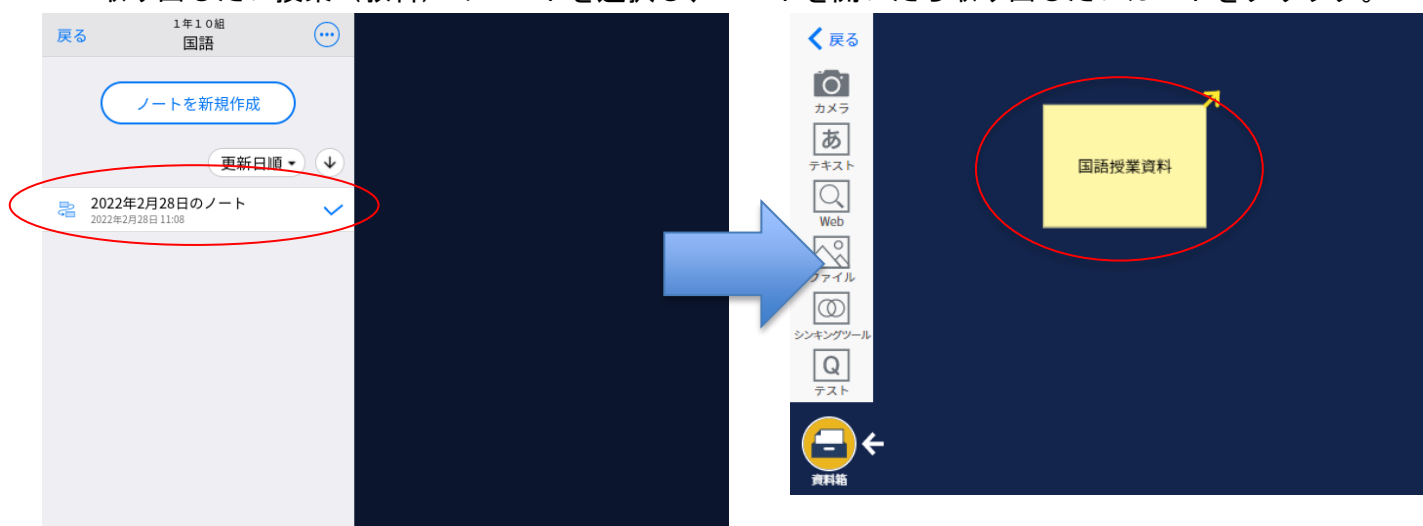 戻る
1年10組
国語
ノートを新規作成
更新日順
2022年2月28日のノート
2022年2月28日 11:08
戻る
カメラ
あ
テキスト
Web
ファイル
シンキングツール
Q
テスト
資料箱
国語授業資料